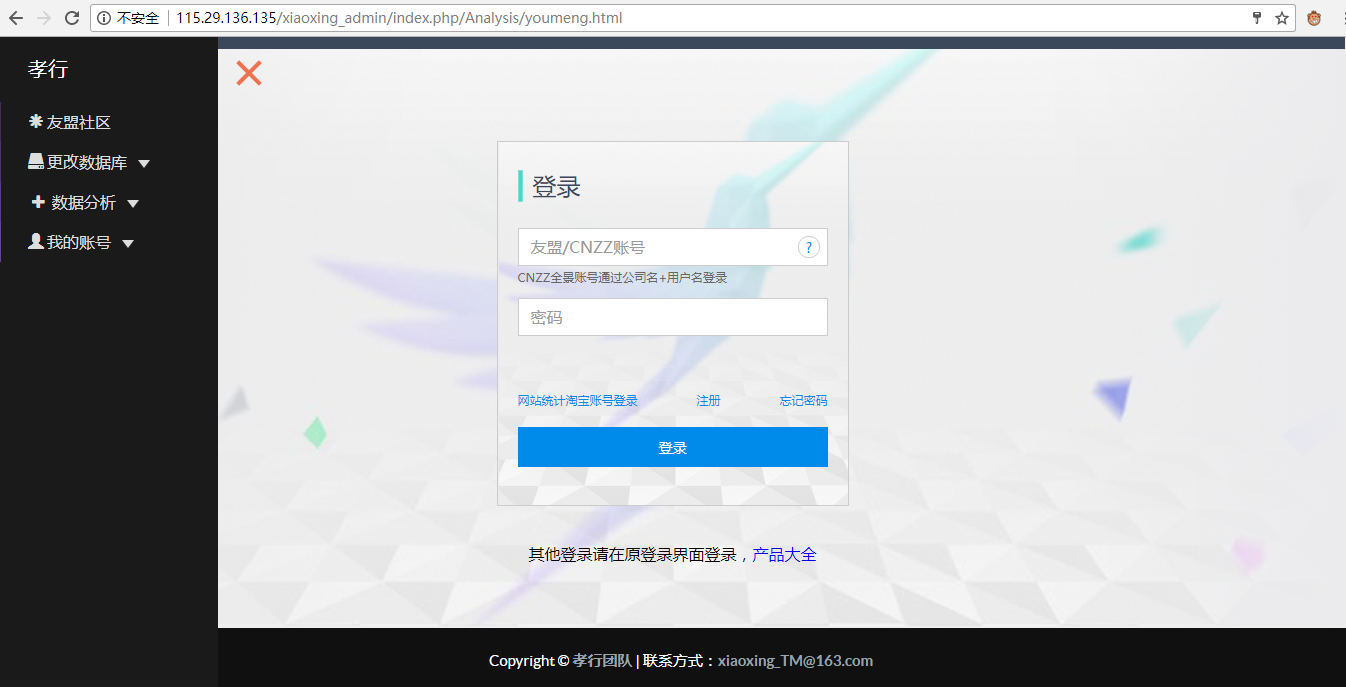 不安全 115.29.136.135/xiaoxing_admin/index.php/Analysis/youmeng.html
孝行
友盟社区
更改数据库
数据分析
我的账号
登录
友盟/CNZZ账号 ?
CNZZ全景账号通过公司名+用户名登录
密码
网站统计淘宝账号登录 注册 忘记密码
登录
其他登录请在原登录界面登录，产品大全
Copyright © 孝行团队 | 联系方式：xiaoxing_TM@163.com